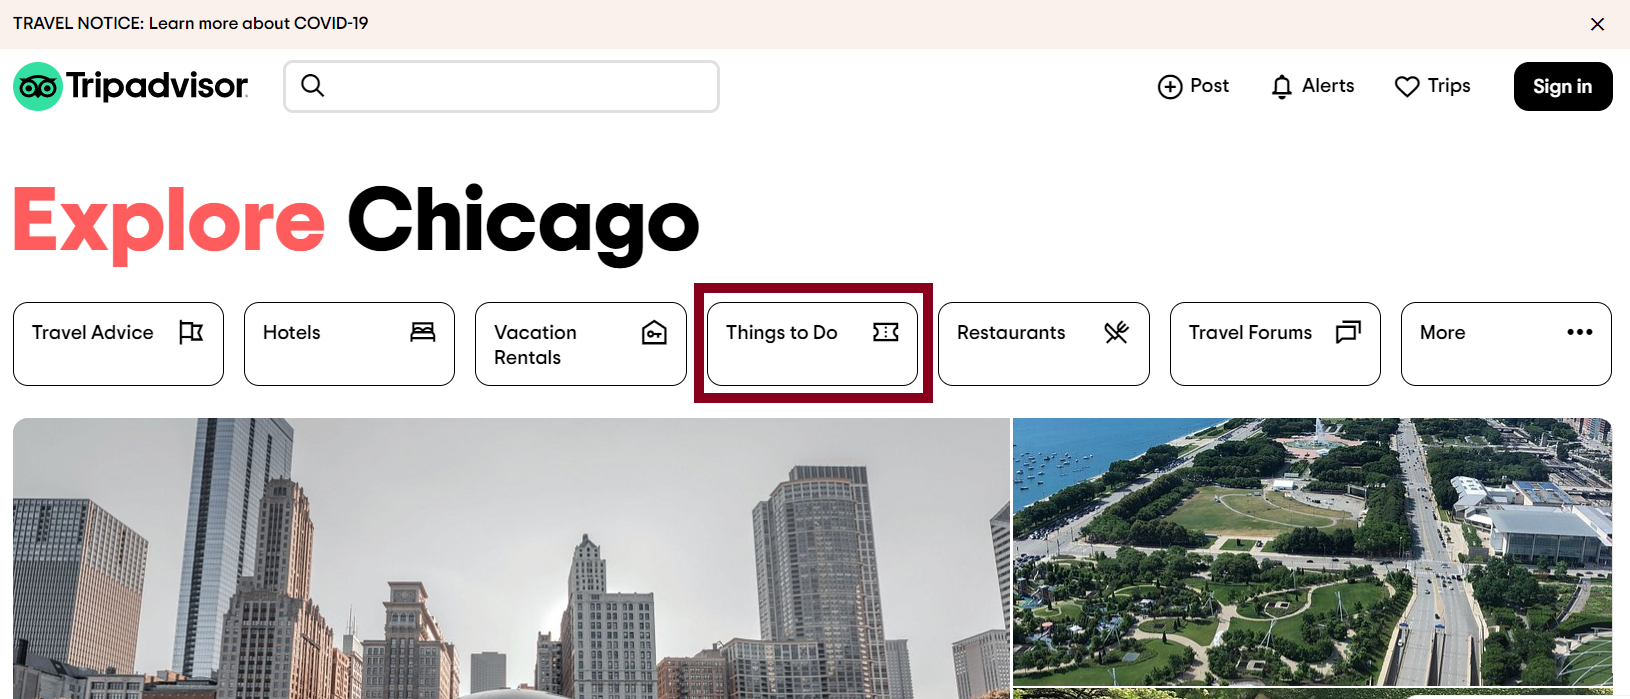 TRAVEL NOTICE: Learn more about COVID-19
Tripadvisor
Post
Alerts
Trips
Sign in
Explore Chicago
Travel Advice
Hotels
Vacation
Rentals
Things to Do
Restaurants
Travel Forums
More